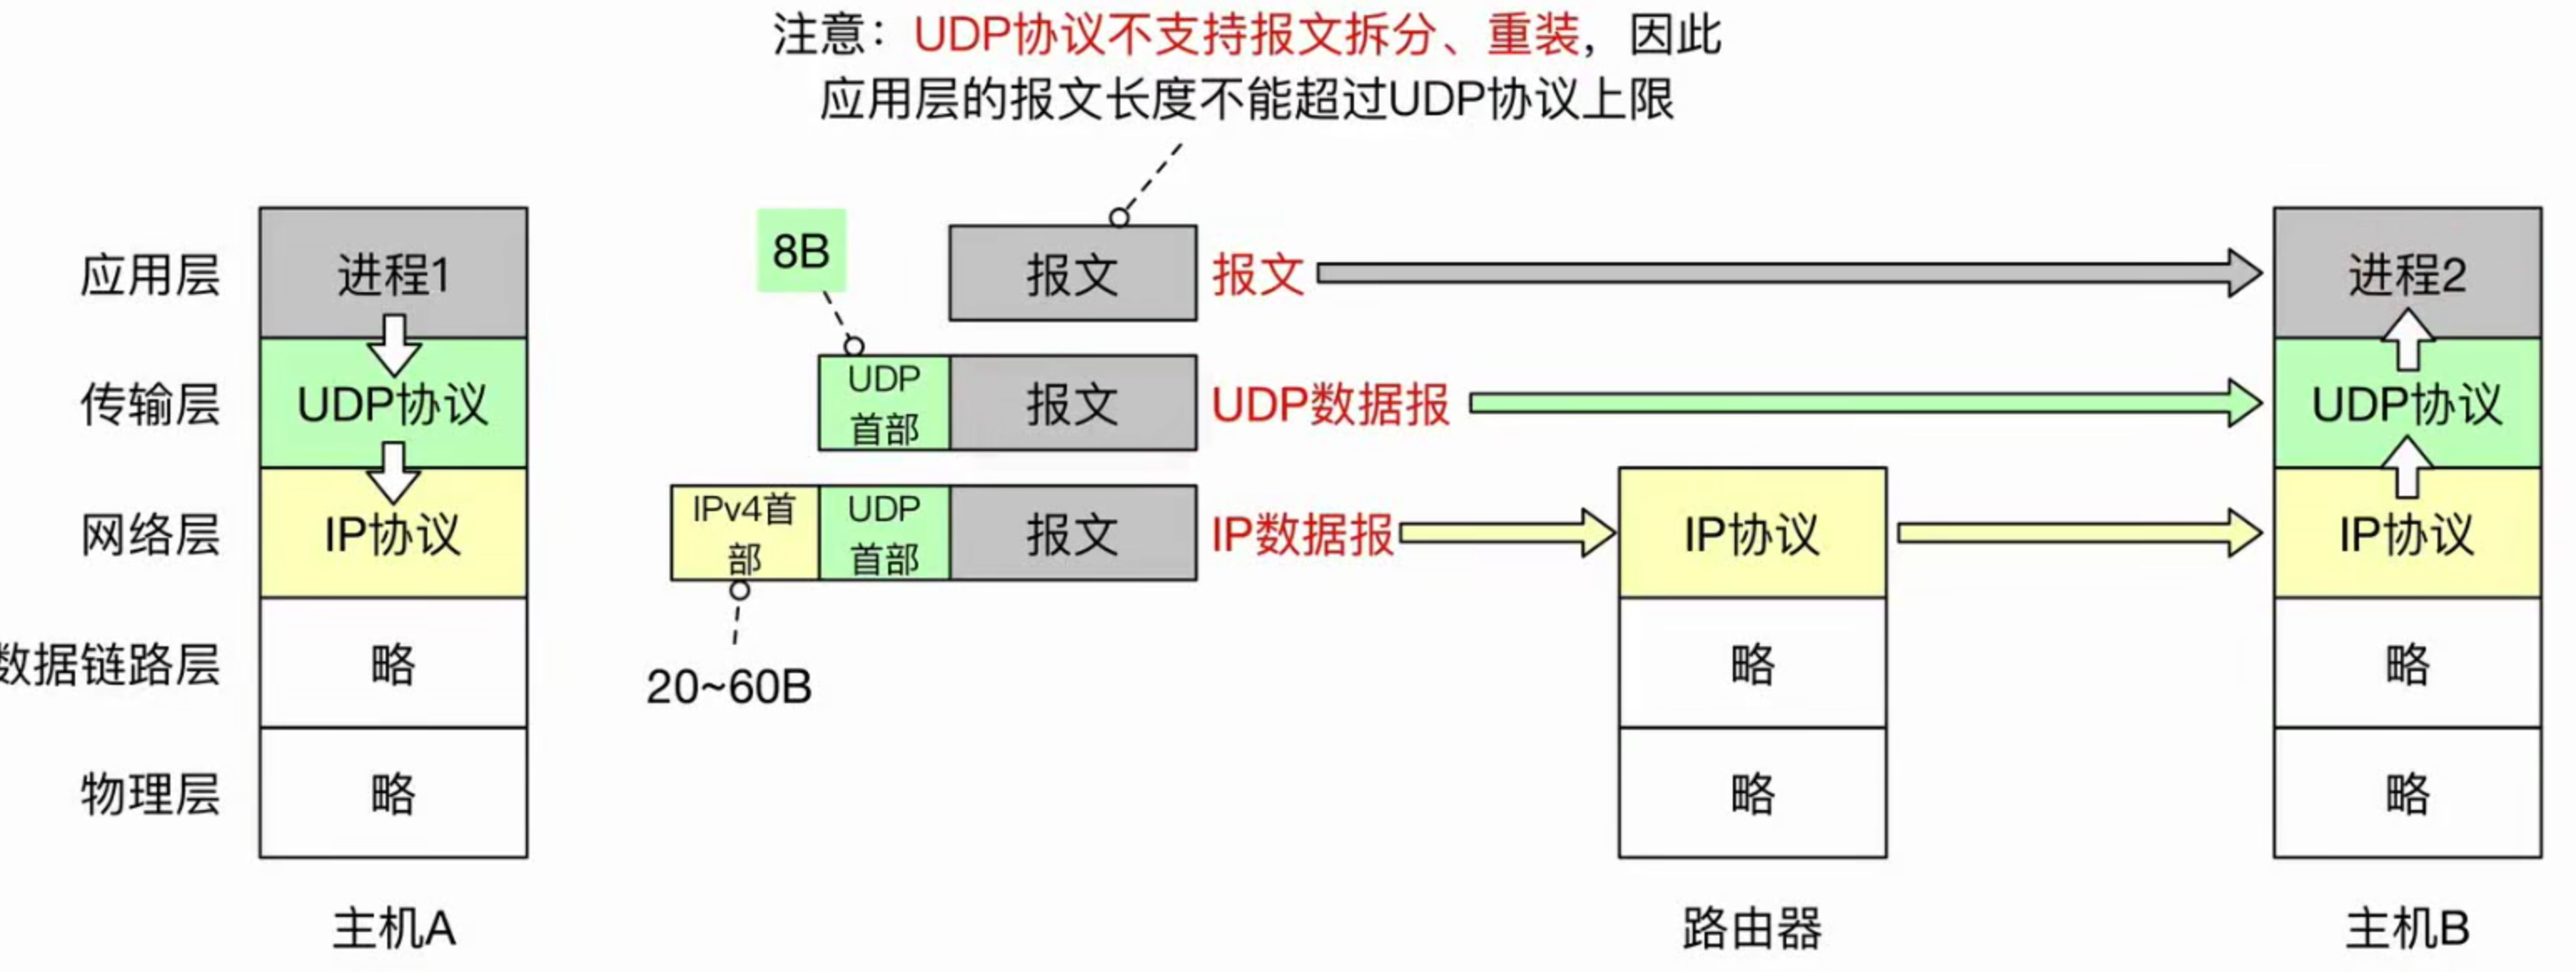 注意：UDP协议不支持报文拆分、重装，因此
应用层的报文长度不能超过UDP协议上限
应用层
进程1
8B
报文
报文
进程2
传输层
UDP协议
UDP
首部
报文
UDP数据报
UDP协议
网络层
IP协议
IPv4首
部
UDP
首部
报文
IP数据报
IP协议
IP协议
20~60B
数据链路层
略
略
略
物理层
略
略
略
主机A
路由器
主机B